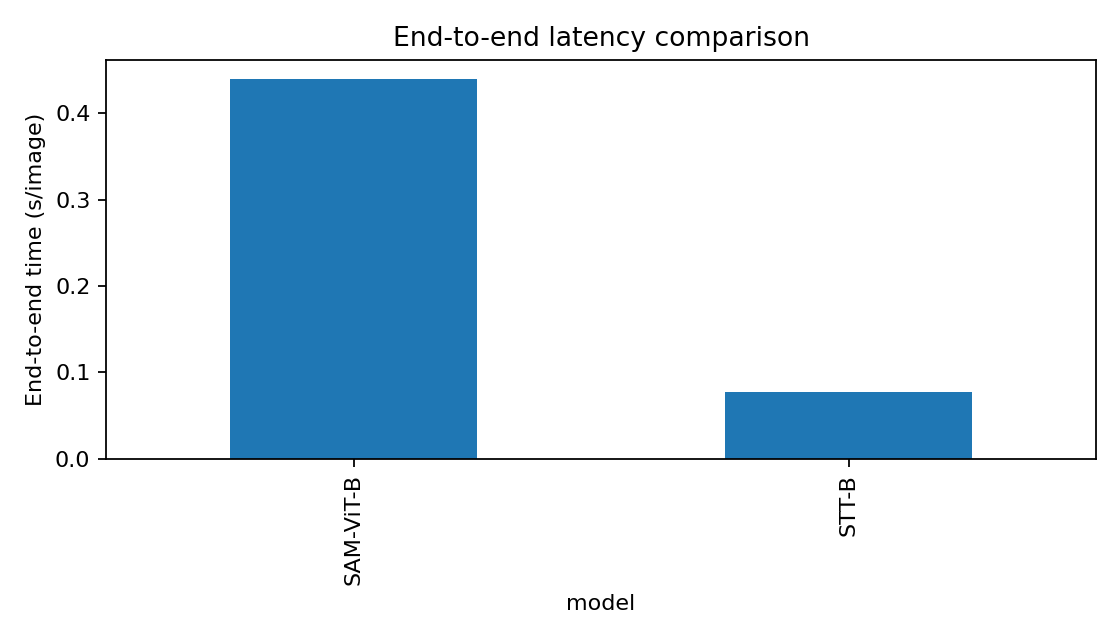 End-to-end latency comparison
End-to-end time (s/image)
0.4
0.3
0.2
0.1
0.0
SAM-ViT-B
STT-B
model